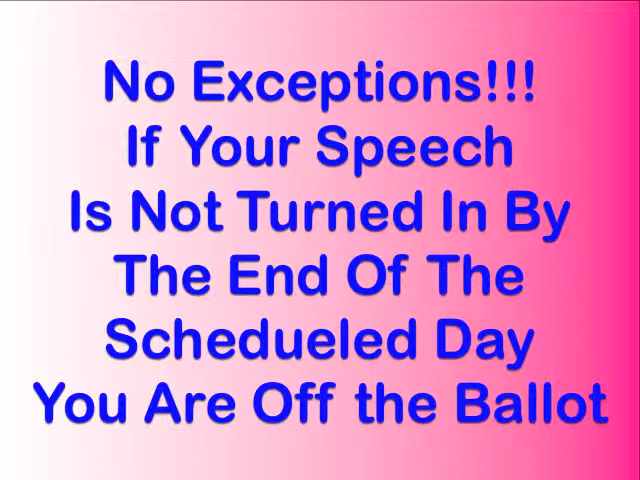 No Exceptions!!!
If Your Speech
Is Not Turned In By
The End Of The
Schedueled Day
You Are Off the Ballot